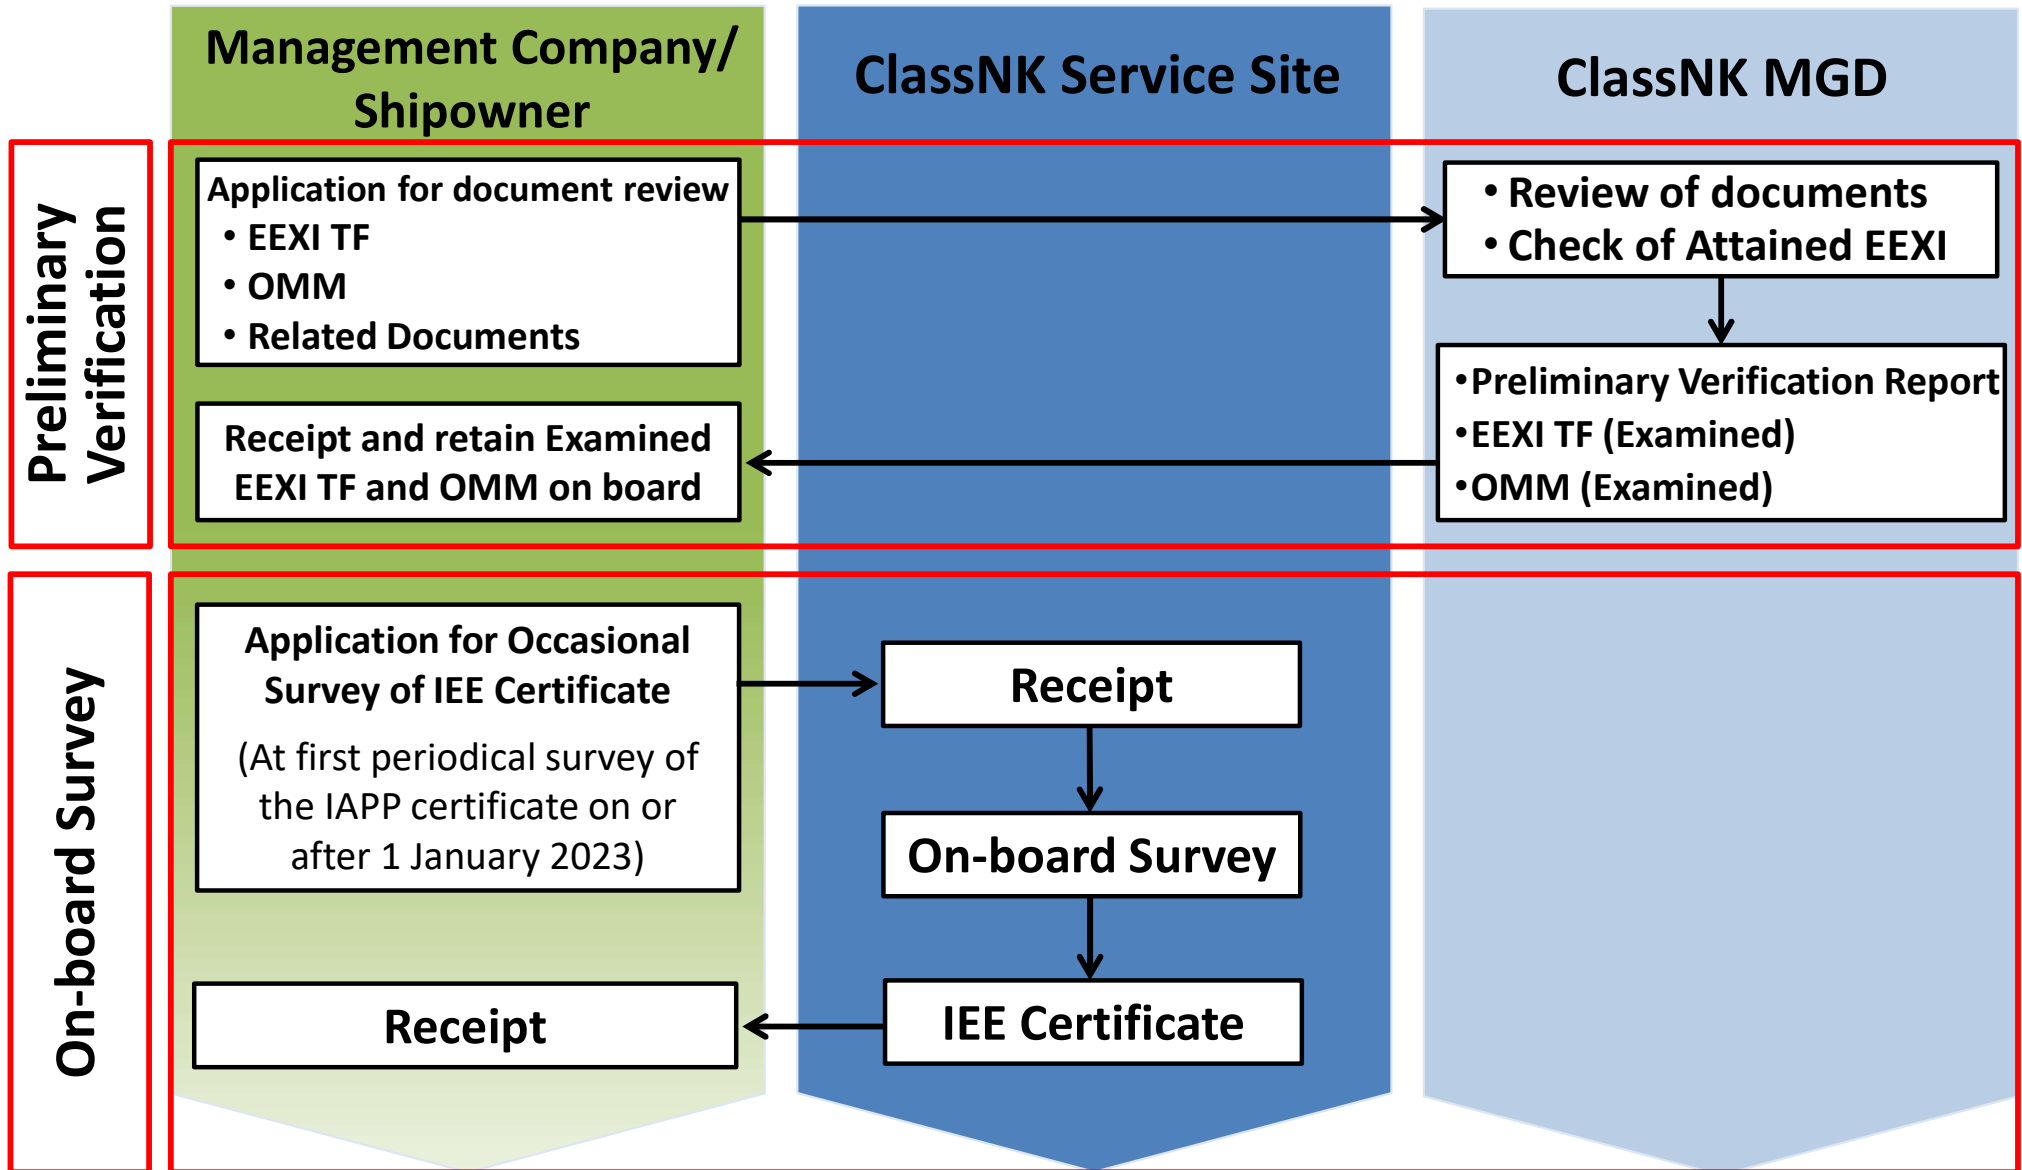 Management Company/
Shipowner
ClassNK Service Site
ClassNK MGD
Preliminary
Verification
Application for document review
• EEXI TF
• OMM
• Related Documents
• Review of documents
• Check of Attained EEXI
•Preliminary Verification Report
•EEXI TF (Examined)
•OMM (Examined)
Receipt and retain Examined
EEXI TF and OMM on board
On-board Survey
Application for Occasional
Survey of IEE Certificate
(At first periodical survey of
the IAPP certificate on or
after 1 January 2023)
Receipt
On-board Survey
IEE Certificate
Receipt